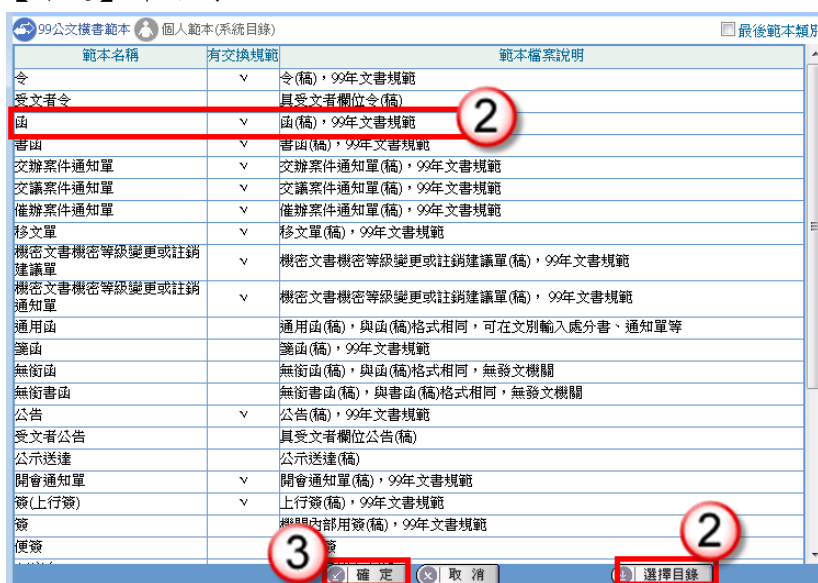 99公文橫書範本 個人範本(系統目錄) 最後範本類別
範本名稱 有交換規範 範本檔案說明
令 v 令(稿)，99年文書規範
受文者令 具受文者欄位令(稿)
函 v 函(稿)，99年文書規範
2
書函 v 書函(稿)，99年文書規範
交辦案件通知單 v 交辦案件通知單(稿)，99年文書規範
交議案件通知單 v 交議案件通知單(稿)，99年文書規範
催辦案件通知單 v 催辦案件通知單(稿)，99年文書規範
移文單 v 移文單(稿)，99年文書規範
機密文書機密等級變更或註銷
建議單 v 機密文書機密等級變更或註銷建議單(稿)，99年文書規範
機密文書機密等級變更或註銷
通知單 v 機密文書機密等級變更或註銷建議單(稿)， 99年文書規範
通用函 通用函(稿)，與函(稿)格式相同，可在文別輸入處分書、通知單等
箋函 箋函(稿)，99年文書規範
無銜函 無銜函(稿)，與函(稿)格式相同，無發文機關
無銜書函 無銜書函(稿)，與書函(稿)格式相同，無發文機關
公告 v 公告(稿)，99年文書規範
受文者公告 具受文者欄位公告(稿)
公示送達 公示送達(稿)
開會通知單 v 開會通知單(稿)，99年文書規範
簽(上行簽) v 上行簽(稿)，99年文書規範
簽 機關內部用簽(稿)，99年文書規範
2
便簽
3
確 定 取 消 選擇目錄